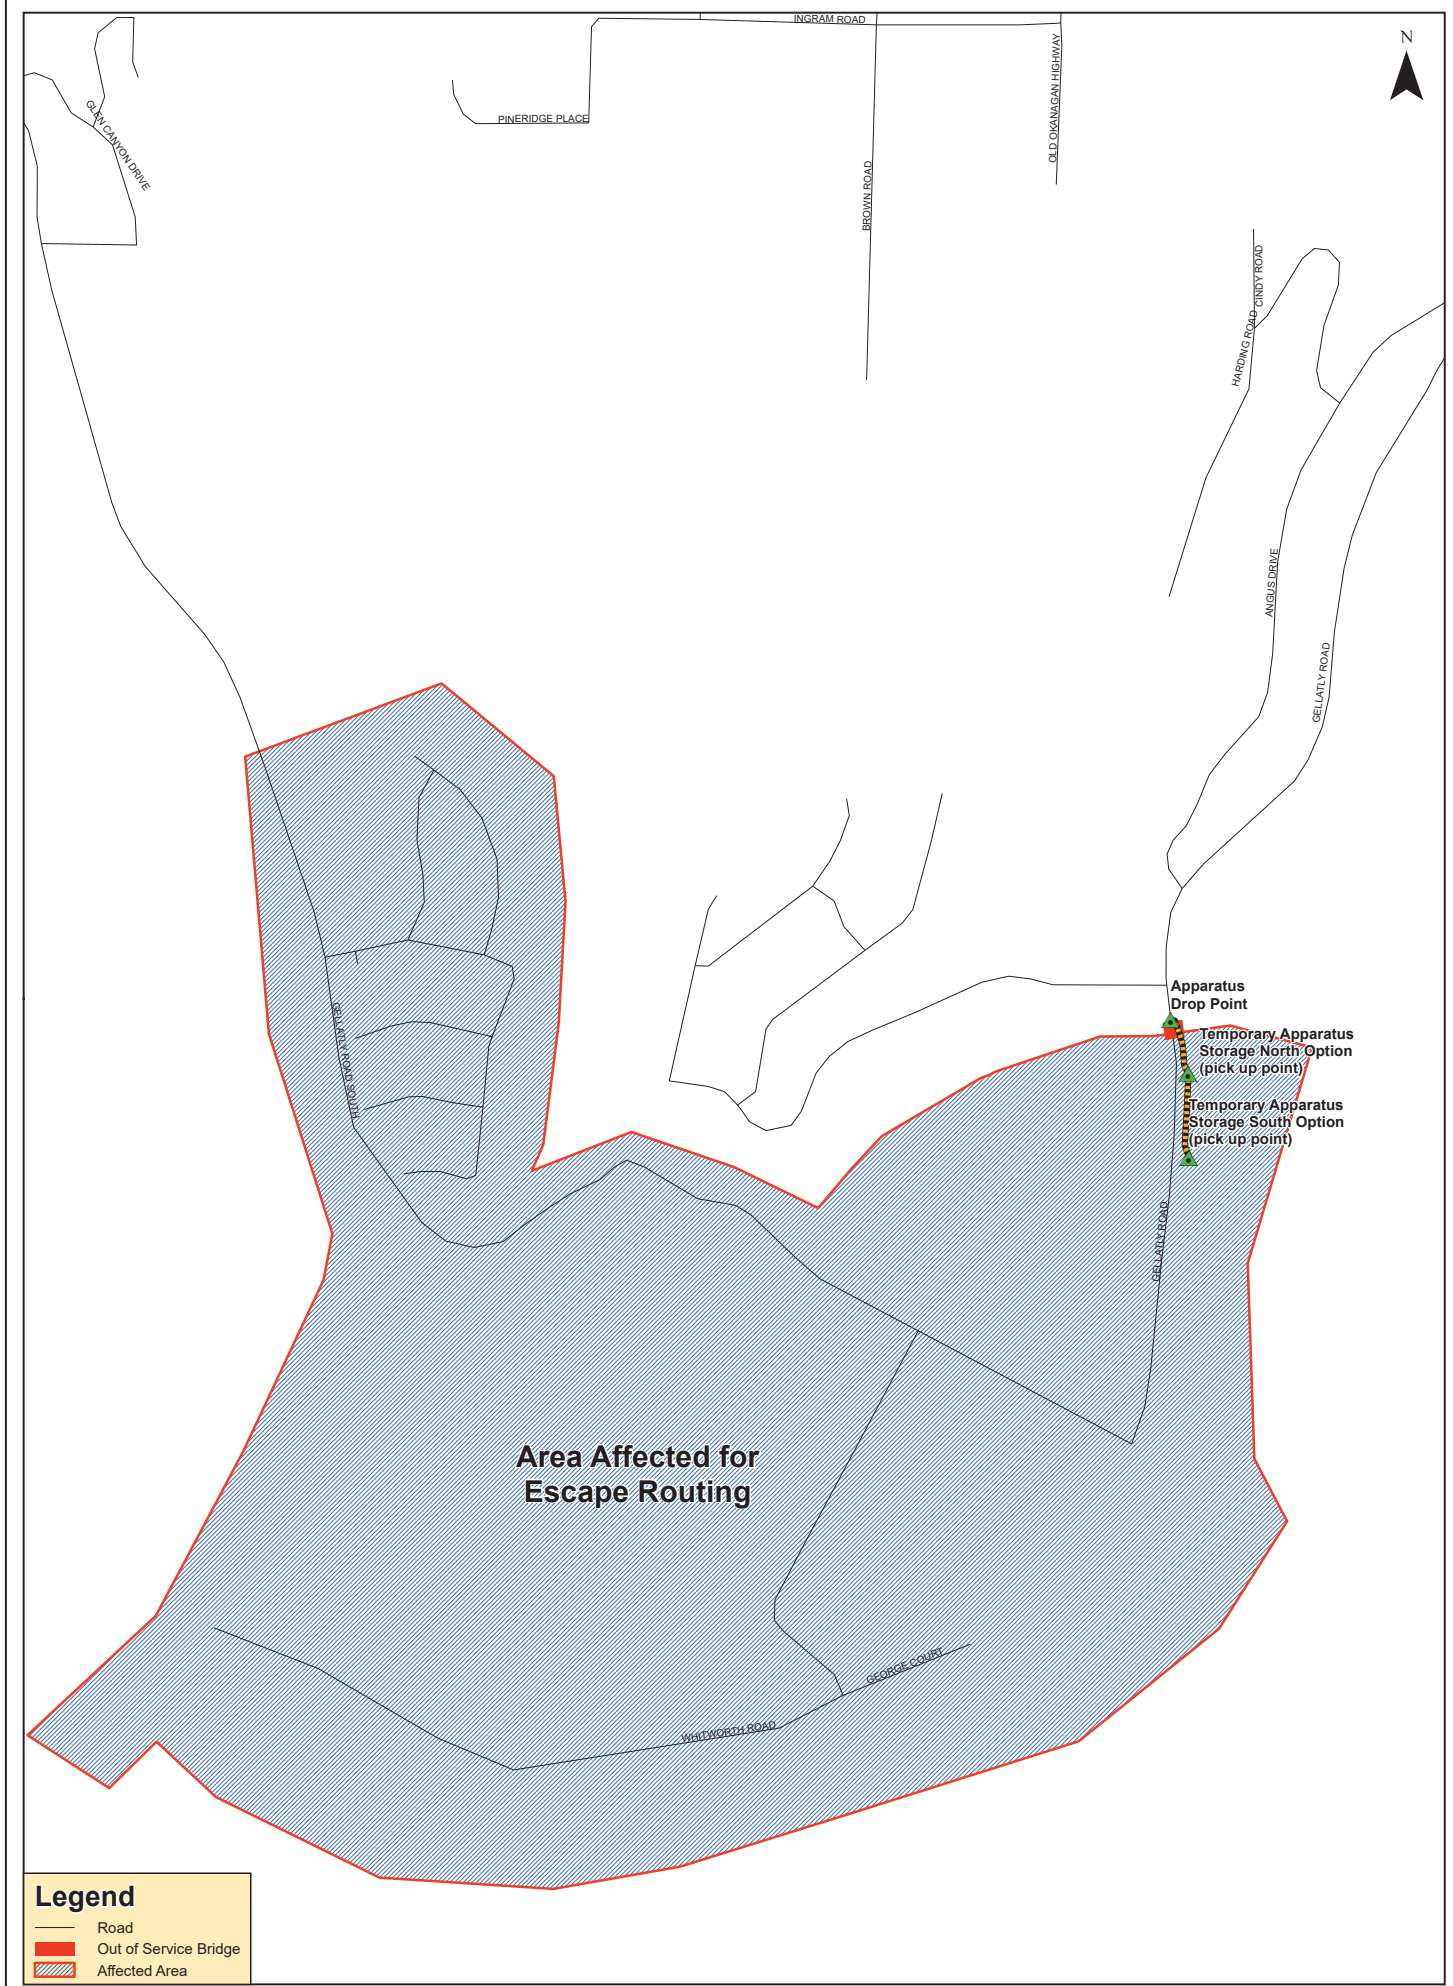 INGRAM ROAD
N
OLD OKANAGAN HIGHWAY
GLEN CANYON DRIVE
PINERIDGE PLACE
BROWN ROAD
CINDY ROAD
HARDING ROAD
ANGUS DRIVE
GELLATLY ROAD
Apparatus
Drop Point
Temporary Apparatus
Storage North Option
(pick up point)
Temporary Apparatus
Storage South Option
(pick up point)
GELLATLY ROAD SOUTH
GELLATLY ROAD
Area Affected for
Escape Routing
GEORGE COURT
WHITWORTH ROAD
Legend
Road
Out of Service Bridge
Affected Area